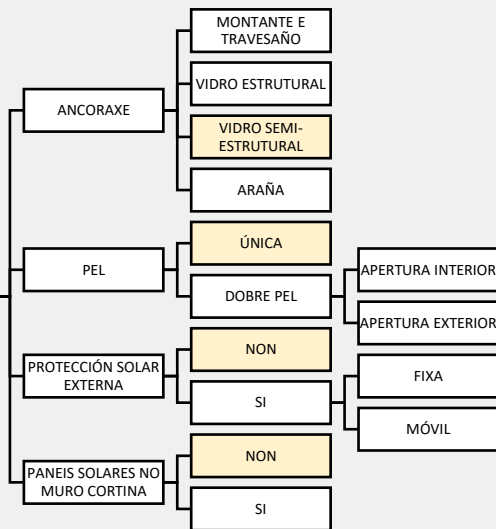 MONTANTE E
TRAVESAÑO
VIDRO ESTRUTURAL
ANCORAXE
VIDRO SEMI-
ESTRUTURAL
ARAÑA
ÚNICA
PEL
DOBRE PEL
APERTURA INTERIOR
APERTURA EXTERIOR
NON
PROTECCIÓN SOLAR
EXTERNA
SI
FIXA
MÓVIL
NON
PANEIS SOLARES NO
MURO CORTINA
SI